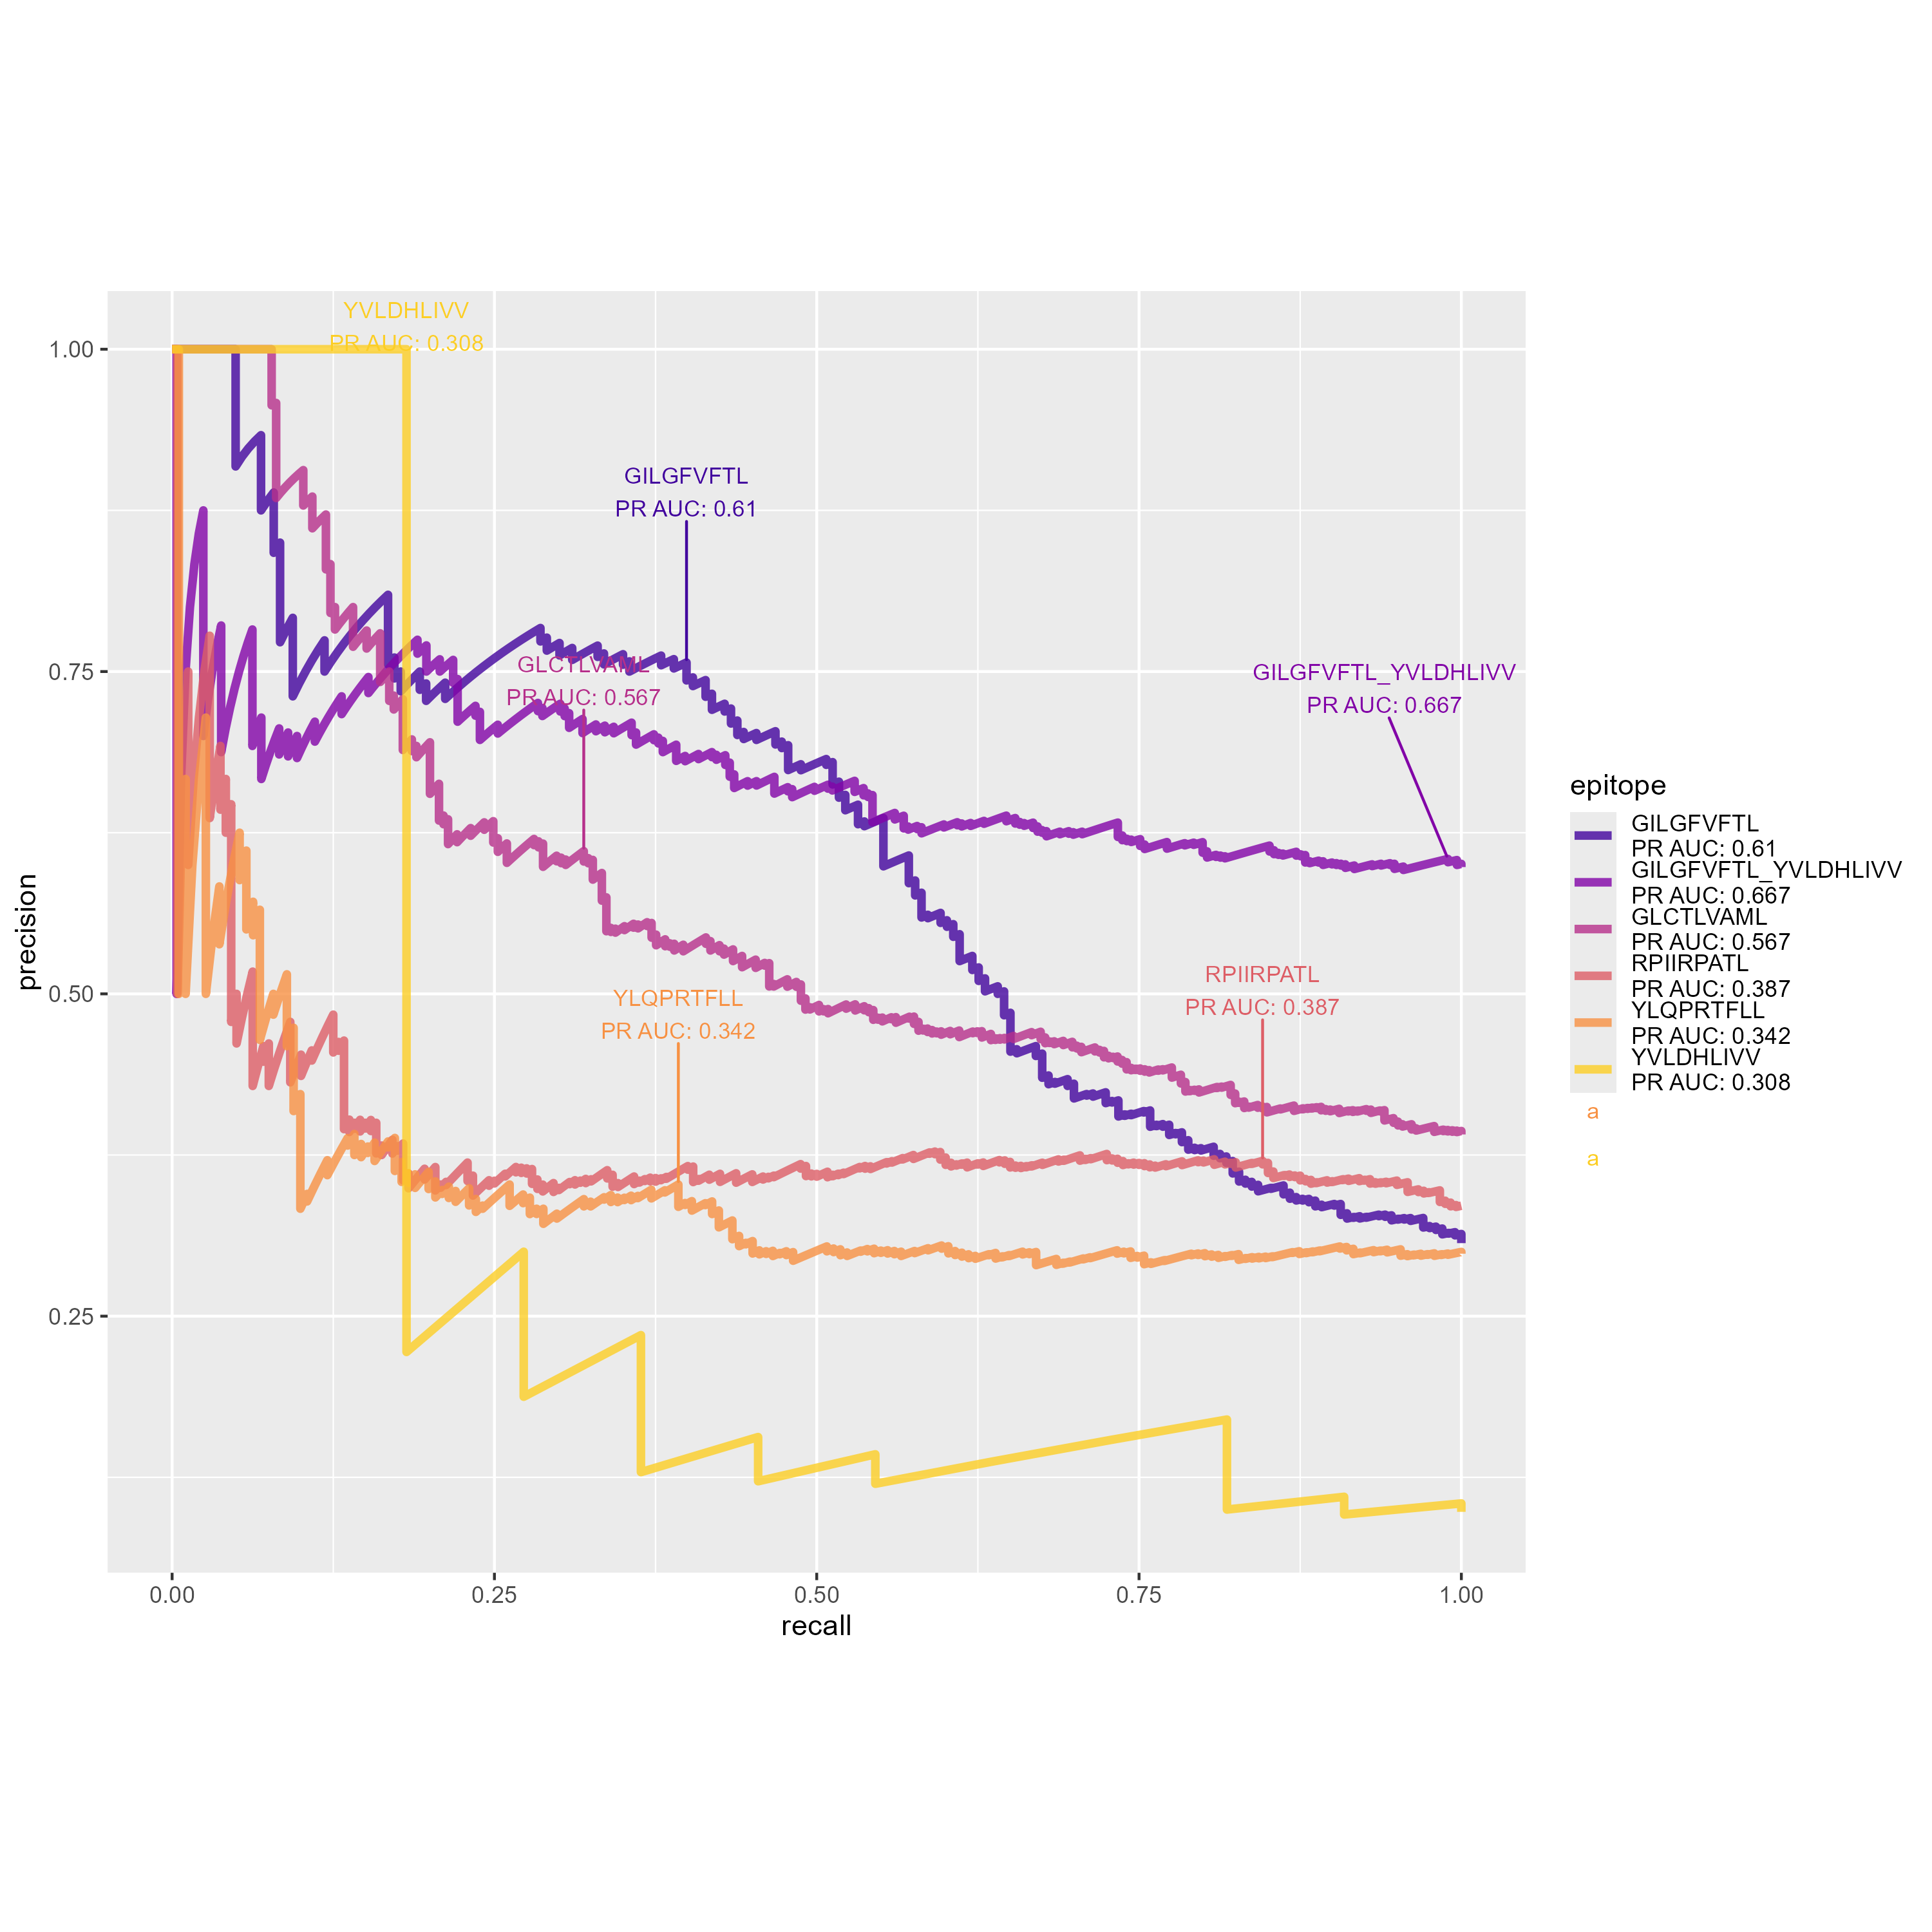 YVLDHLIVV
PR AUC: 0.308
1.00
GILGFVFTL
PR AUC: 0.61
GLCTLVAML
PR AUC: 0.567
0.75
GILGFVFTL_YVLDHLIVV
PR AUC: 0.667
YLQPRTFLL
PR AUC: 0.342
RPIIRPATL
PR AUC: 0.387
0.50
0.25
precision
0.00
0.25
0.50
0.75
1.00
recall
epitope
GILGFVFTL
PR AUC: 0.61
GILGFVFTL_YVLDHLIVV
PR AUC: 0.667
GLCTLVAML
PR AUC: 0.567
RPIIRPATL
PR AUC: 0.387
YLQPRTFLL
PR AUC: 0.342
YVLDHLIVV
PR AUC: 0.308
a
a